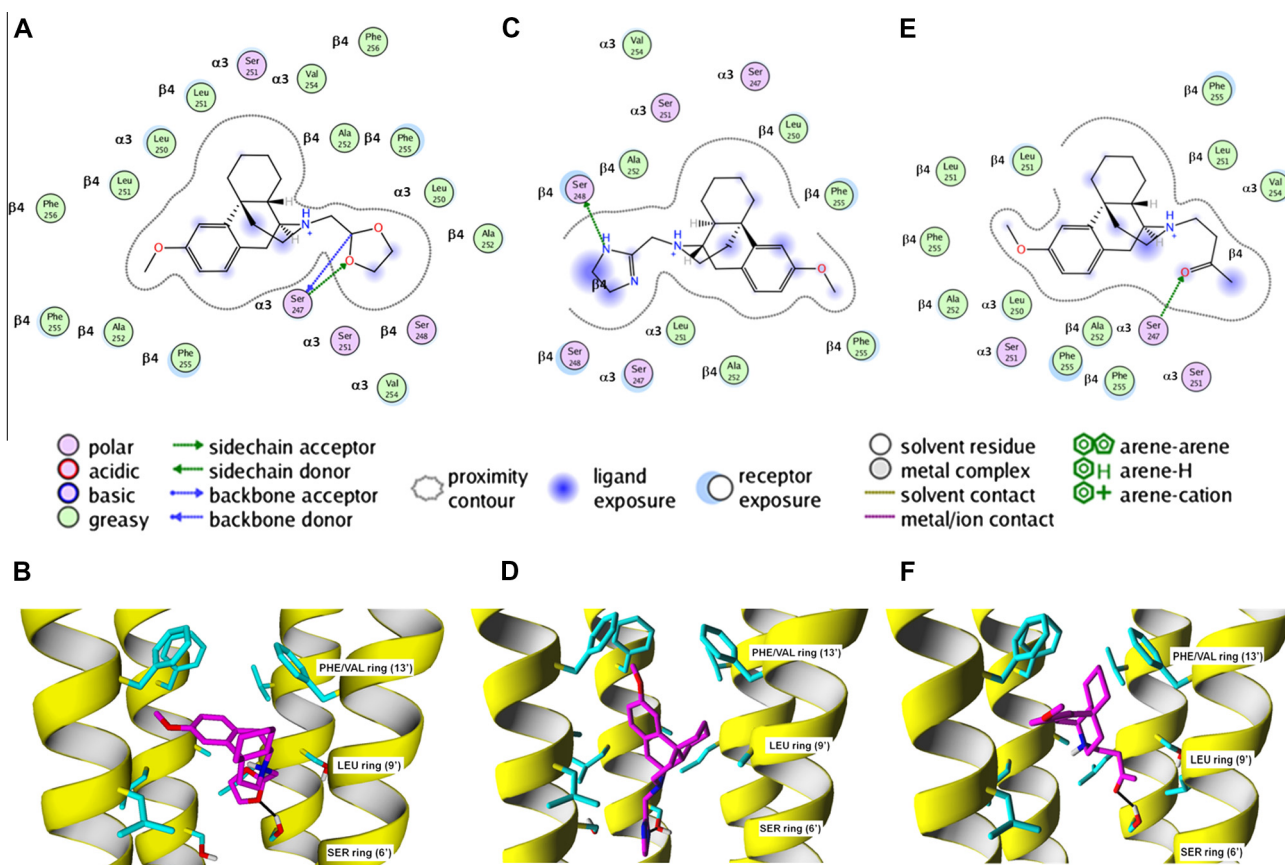 A
β4 Phe 256
α3 Ser 251
α3 Val 254
β4 Leu 251
α3 Leu 250
β4 Ala 252
β4 Phe 255
β4 Leu 251
α3 Leu 250
β4 Phe 256
β4 Ala 252
H
N
+
H
H
O
O
O
α3 Ser 247
β4 Phe 255
β4 Ala 252
β4 Phe 255
α3 Ser 251
β4 Ser 248
α3 Val 254
C
α3 Val 254
α3 Ser 247
α3 Ser 251
β4 Leu 250
β4 Ala 252
β4 Ser 248
β4 Phe 255
H
N
N
H
N
+
H
H
O
β4
α3 Leu 251
β4 Phe 255
β4 Ser 248
α3 Ser 247
β4 Ala 252
E
β4 Phe 255
β4 Leu 251
β4 Leu 251
β4 Leu 251
α3 Val 254
β4 Phe 255
H
N
+
H
H
O
O
β4
β4 Ala 252
α3 Leu 250
β4 Ala 252
α3 Ser 247
α3 Ser 251
Phe 255
β4 Phe 255
α3 Ser 251
polar
acidic
basic
greasy
sidechain acceptor
sidechain donor
backbone acceptor
backbone donor
proximity contour
ligand exposure
receptor exposure
solvent residue
metal complex
solvent contact
metal/ion contact
arene-arene
H arene-H
+ arene-cation
B
PHE/VAL ring (13')
LEU ring (9')
SER ring (6')
D
PHE/VAL ring (13')
LEU ring (9')
SER ring (6')
F
PHE/VAL ring (13')
LEU ring (9')
SER ring (6')